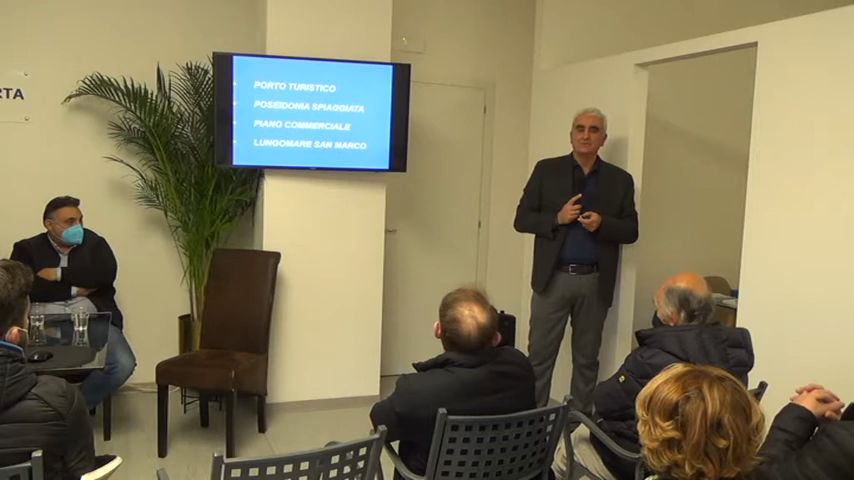 RTA
PORTO TURISTICO
POSEIDONIA SPIAGGIATA
PIANO COMMERCIALE
LUNGOMARE SAN MARCO